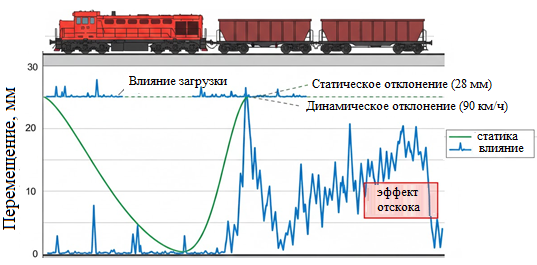 30
Влияние загрузки
Статическое отклонение (28 мм)
Динамическое отклонение (90 км/ч)
20
статика
влияние
10
эффект
отскока
0
Перемещение, мм